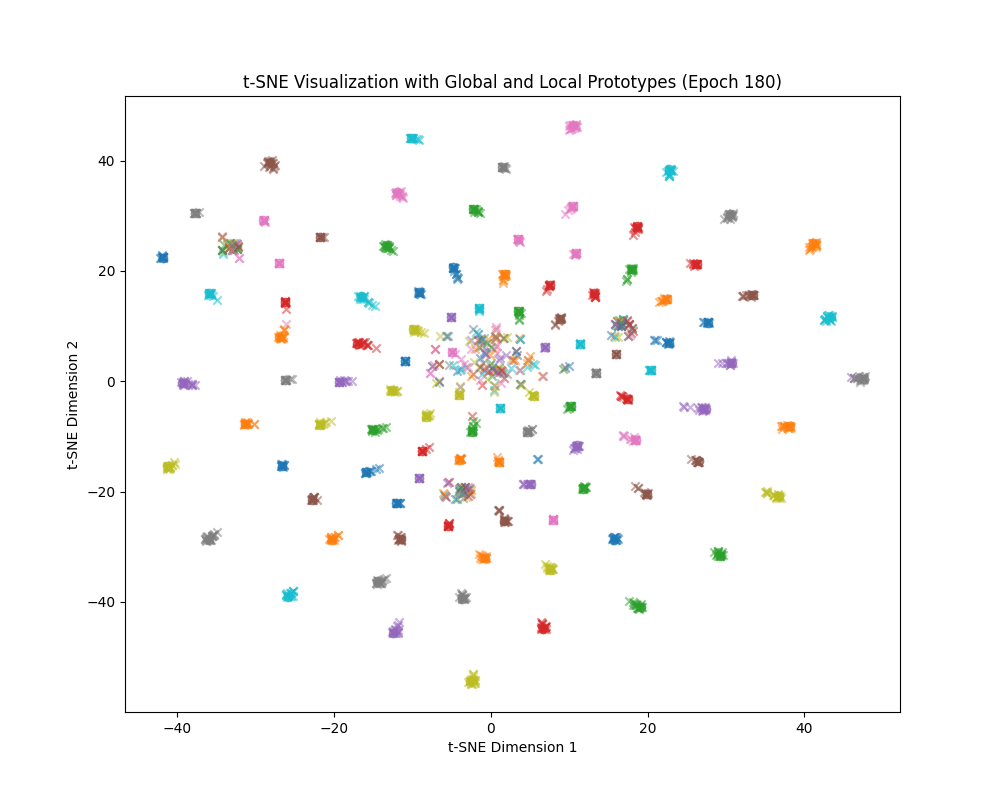 t-SNE Visualization with Global and Local Prototypes (Epoch 180)
40
20
0
−20
−40
t-SNE Dimension 2
−40 −20 0 20 40
t-SNE Dimension 1